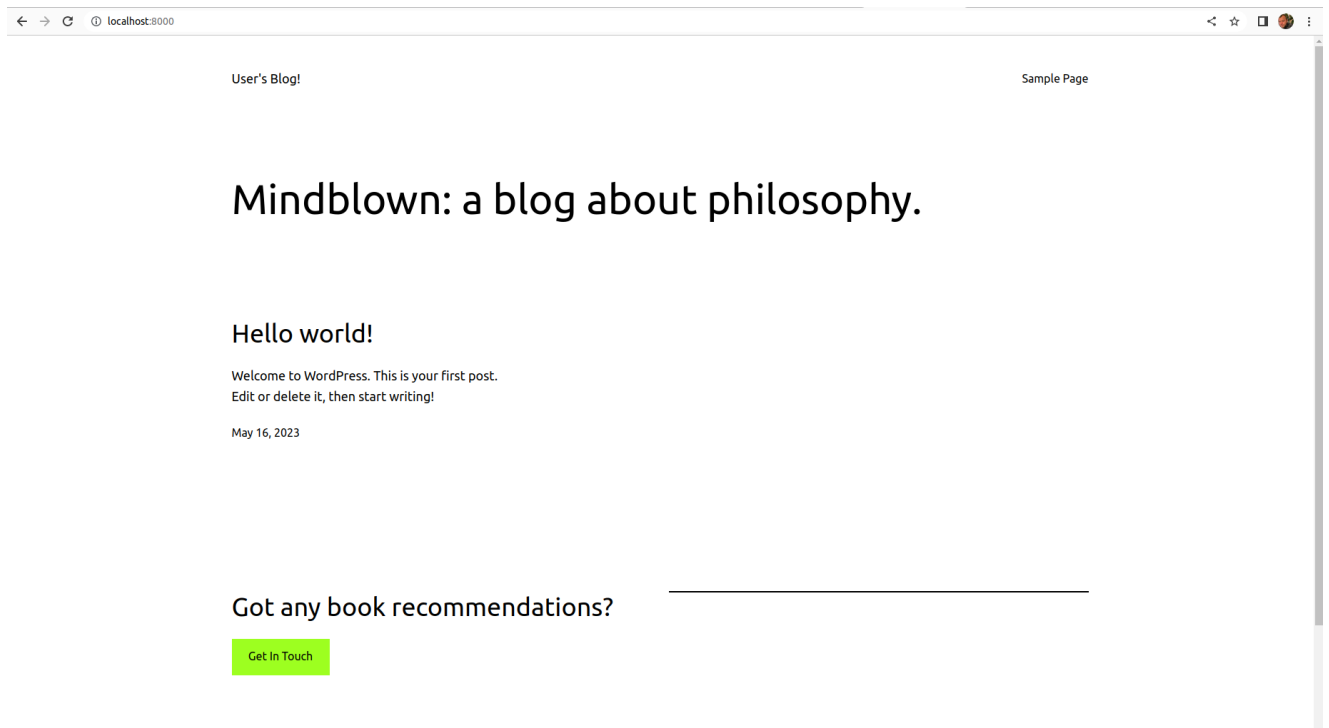 localhost:8000
User's Blog!
Sample Page
Mindblown: a blog about philosophy.
Hello world!
Welcome to WordPress. This is your first post.
Edit or delete it, then start writing!
May 16, 2023
Got any book recommendations?
Get In Touch